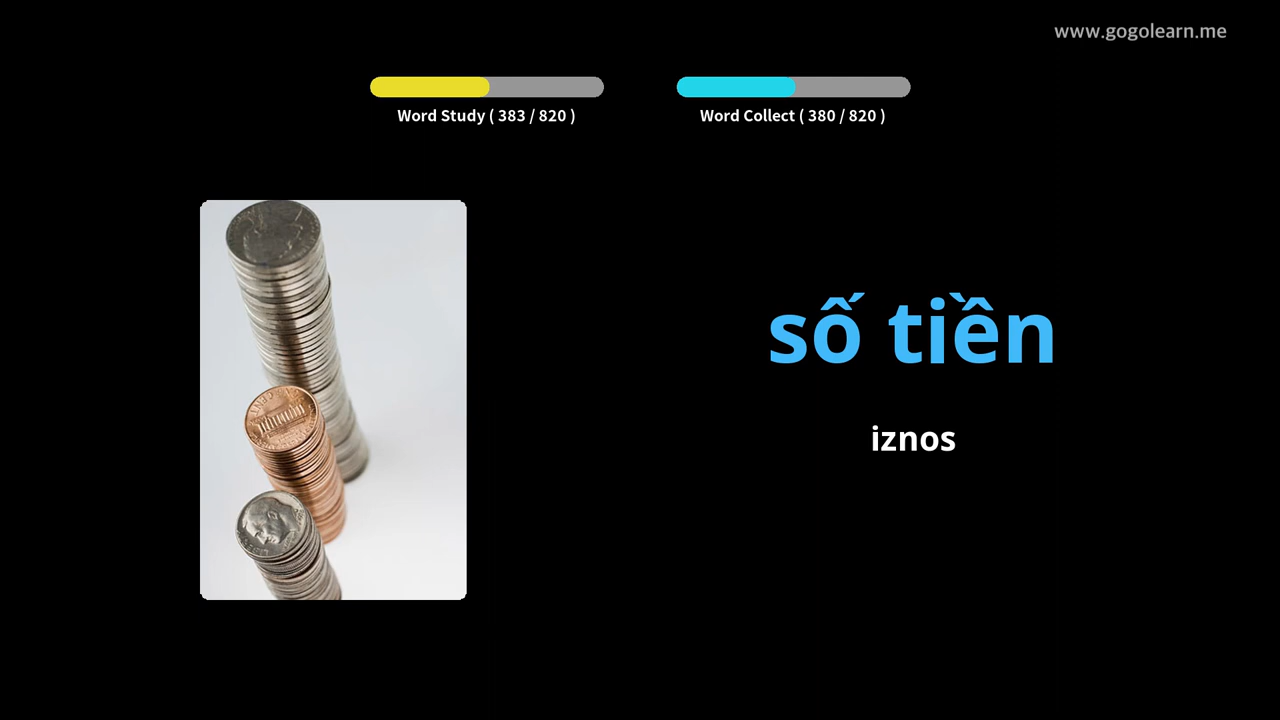 www.gogolearn.me
Word Study ( 383 / 820 )
Word Collect ( 380 / 820 )
số tiền
iznos